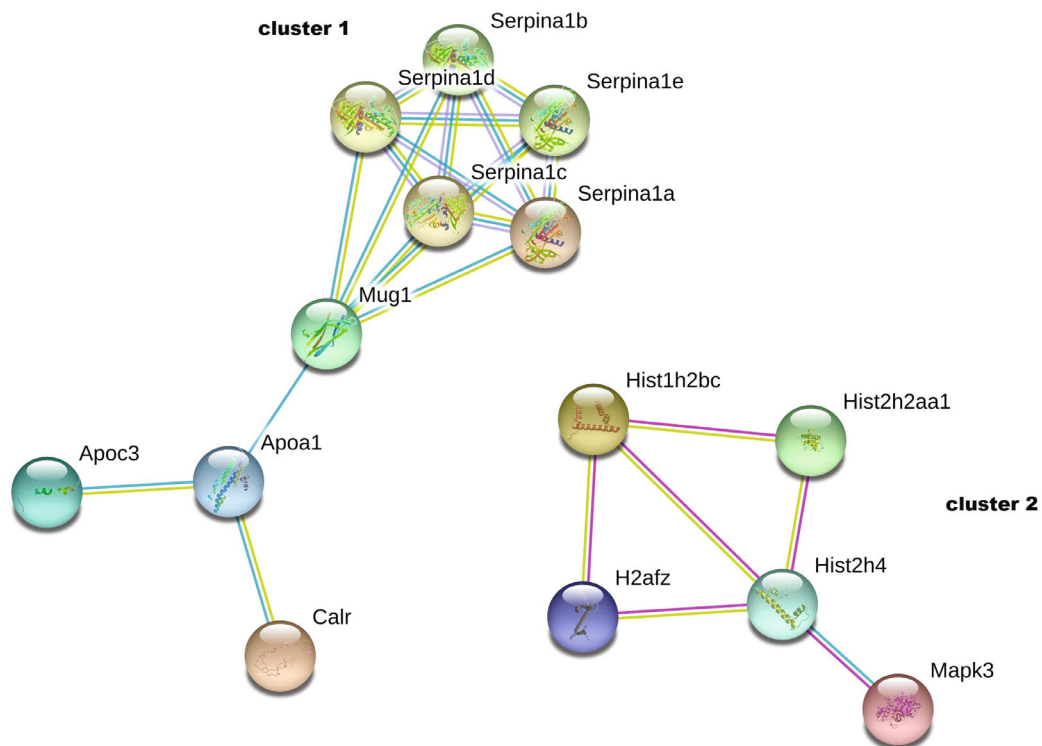 cluster 1
Serpina1b
Serpina1d
Serpina1e
Serpina1c
Serpina1a
Mug1
Hist1h2bc
Hist2h2aa1
Apoc3
Apoa1
cluster 2
Hist2h4
H2afz
Calr
Mapk3